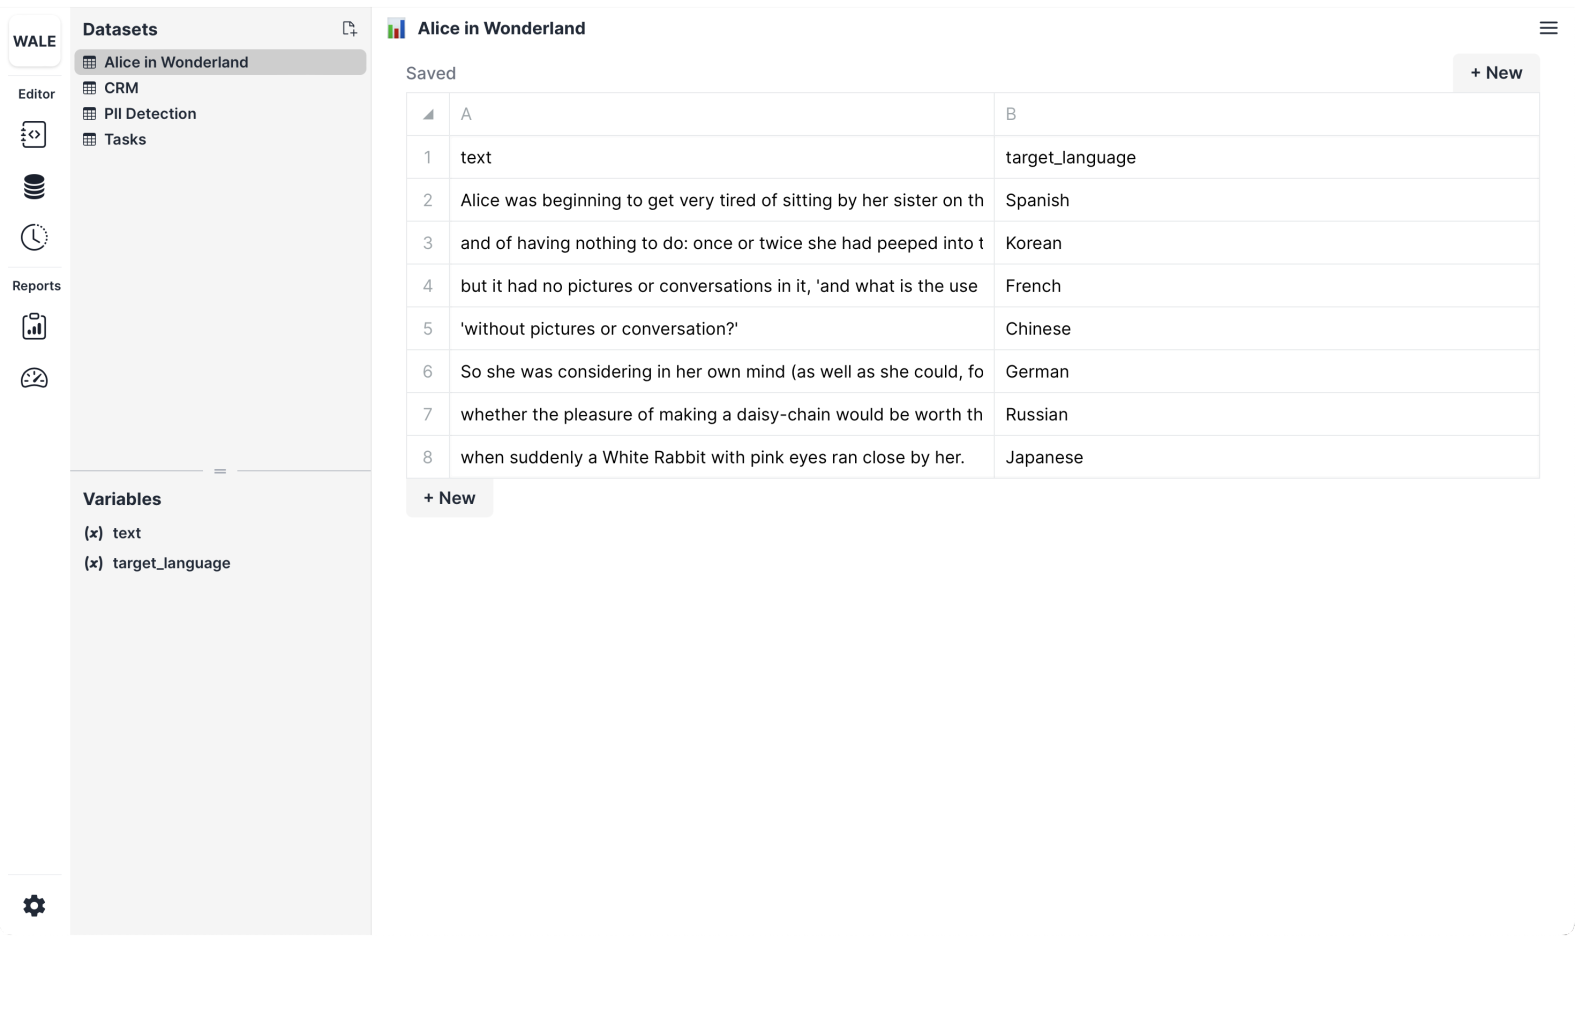 WALE
Editor
Reports
Datasets
Alice in Wonderland
CRM
PII Detection
Tasks
Variables
(x) text
(x) target_language
Alice in Wonderland
Saved
+ New
A B
1 text target_language
2 Alice was beginning to get very tired of sitting by her sister on th Spanish
3 and of having nothing to do: once or twice she had peeped into t Korean
4 but it had no pictures or conversations in it, 'and what is the use French
5 'without pictures or conversation?' Chinese
6 So she was considering in her own mind (as well as she could, fo German
7 whether the pleasure of making a daisy-chain would be worth th Russian
8 when suddenly a White Rabbit with pink eyes ran close by her. Japanese
+ New